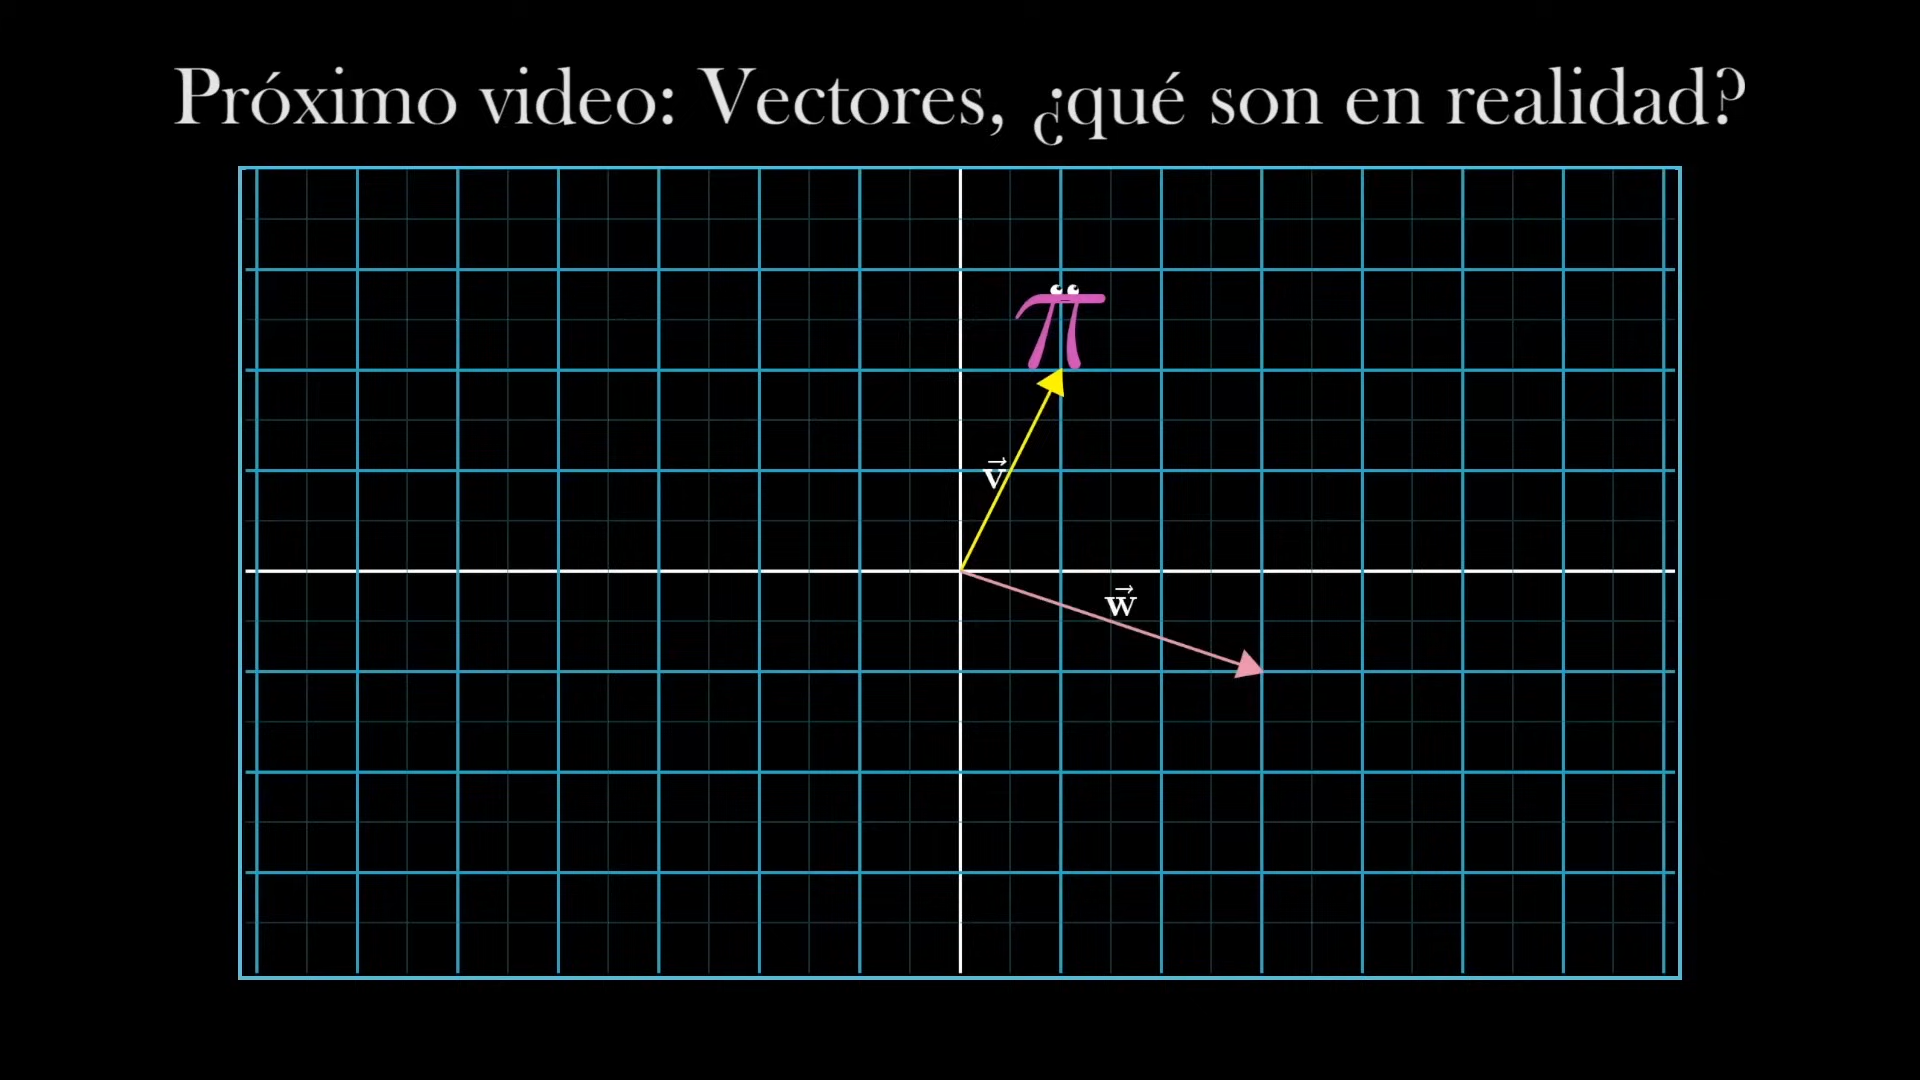 Próximo video: Vectores, ¿qué son en realidad?
π
v⃗
w⃗